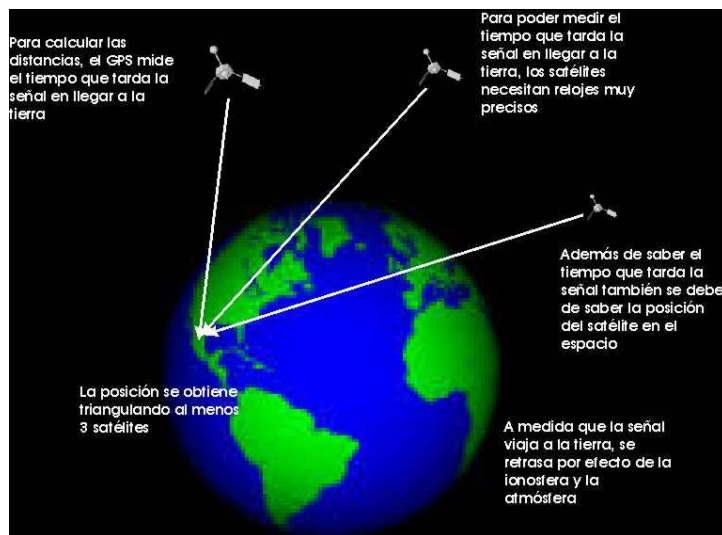 Para calcular las
distancias, el GPS mide
el tiempo que tarda la
señal en llegar a la
tierra
Para poder medir el
tiempo que tarda la
señal en llegar a la
tierra, los satélites
necesitan relojes muy
precisos
Además de saber el
tiempo que tarda la
señal también se debe
de saber la posición
del satélite en el
espacio
La posición se obtiene
triangulando al menos
3 satélites
A medida que la señal
viaja a la tierra, se
retrasa por efecto de la
ionosfera y la
atmósfera